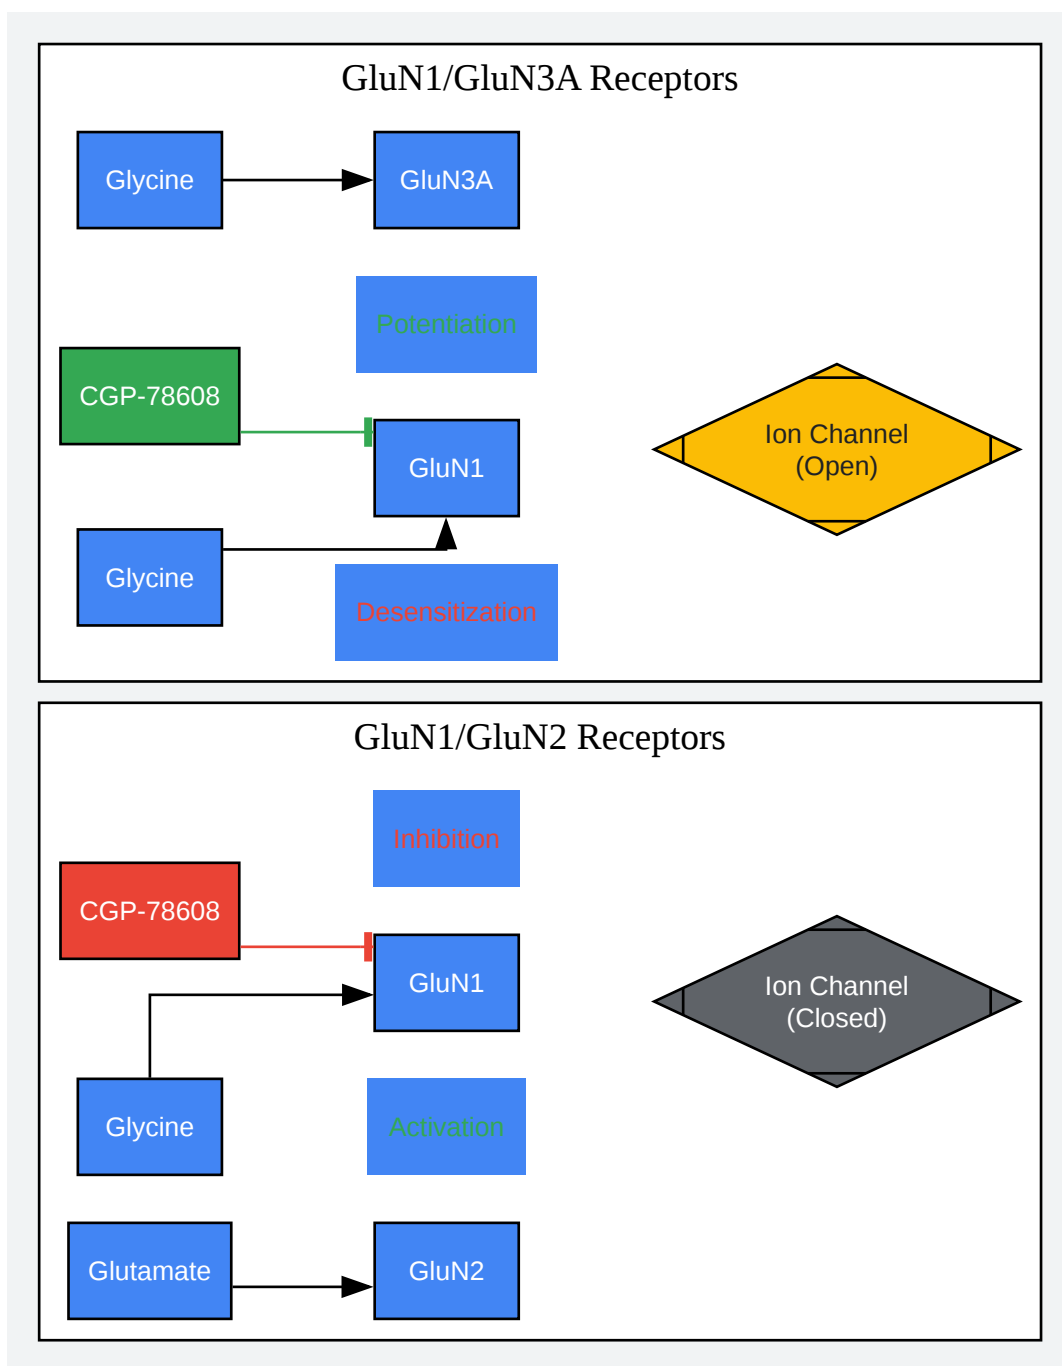 GluN1/GluN3A Receptors
Glycine
GluN3A
Potentiation
CGP-78608
GluN1
Ion Channel
(Open)
Glycine
Desensitization
GluN1/GluN2 Receptors
Inhibition
CGP-78608
GluN1
Ion Channel
(Closed)
Glycine
Activation
Glutamate
GluN2